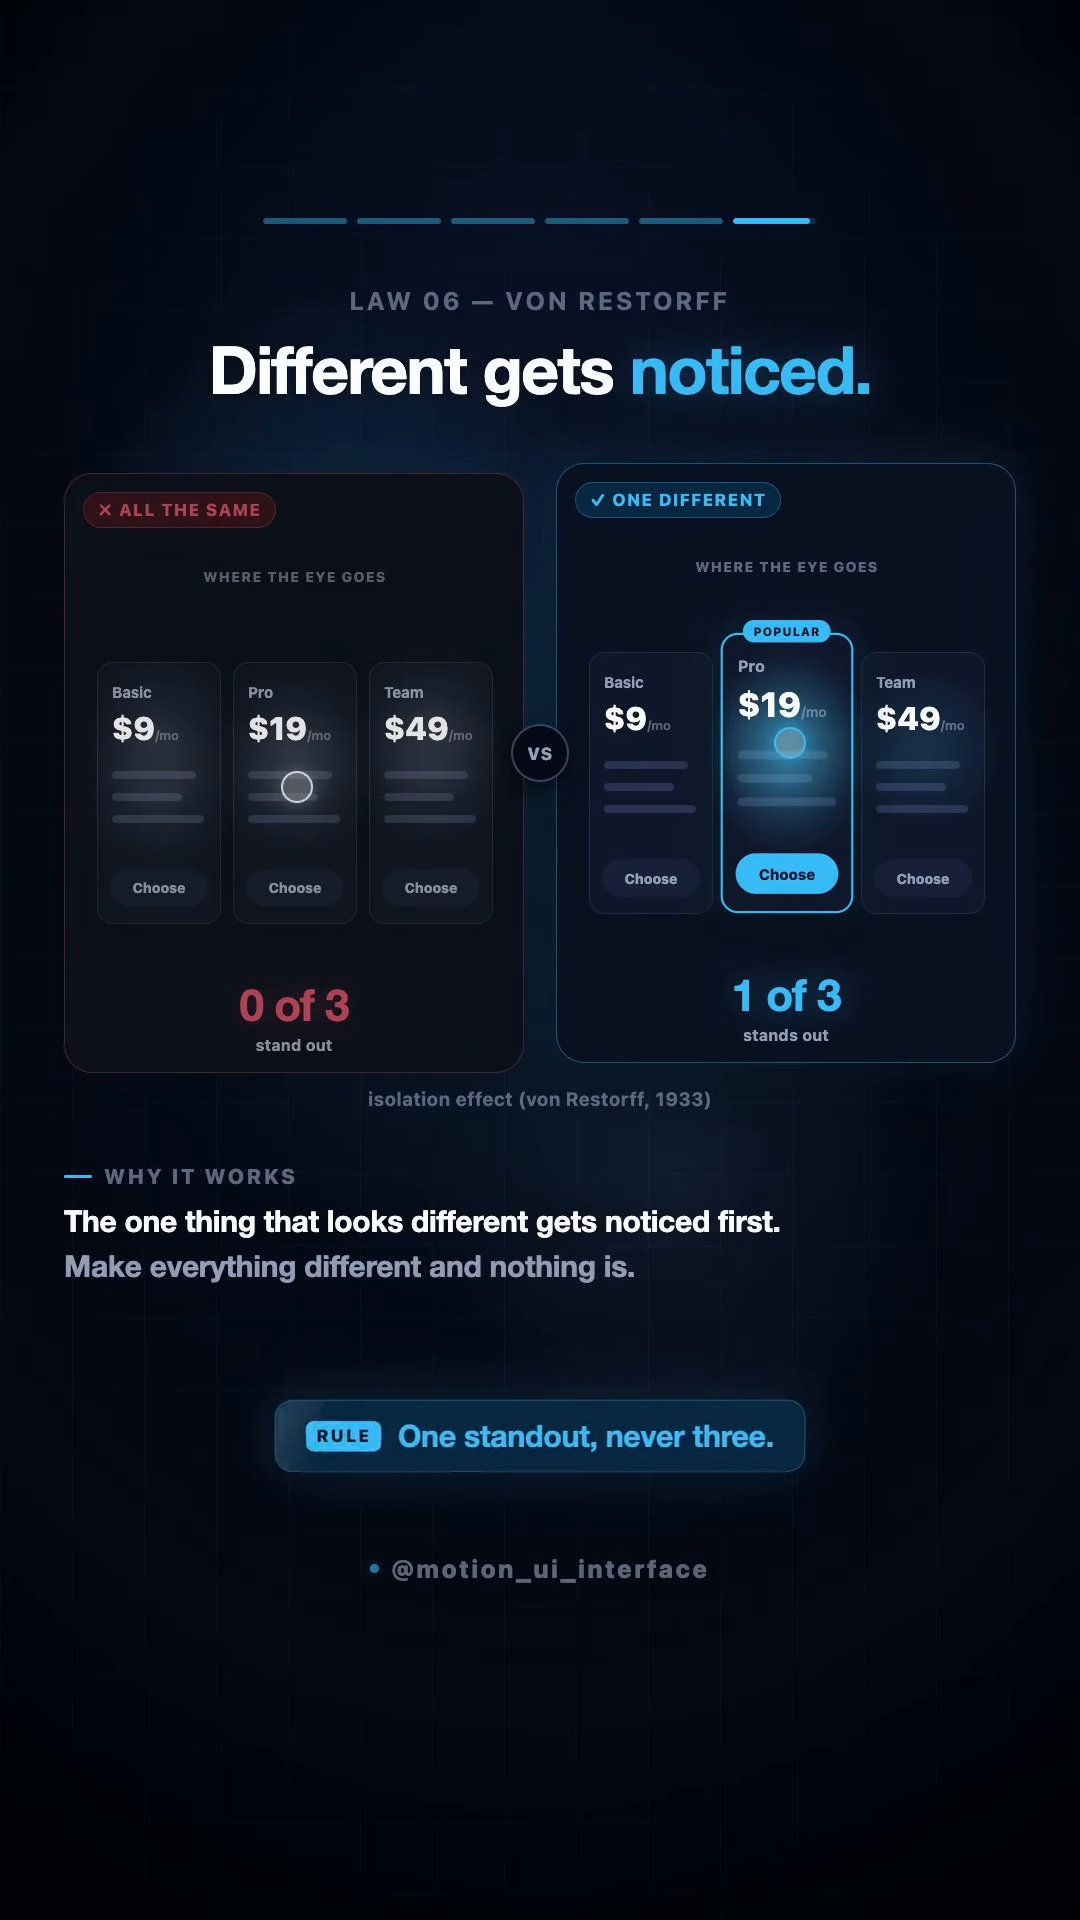 LAW 06 — VON RESTORFF
Different gets noticed.
✕ ALL THE SAME
WHERE THE EYE GOES
Basic
$9/mo
Choose
Pro
$19/mo
Choose
Team
$49/mo
Choose
0 of 3
stand out
VS
✓ ONE DIFFERENT
WHERE THE EYE GOES
Basic
$9/mo
Choose
POPULAR
Pro
$19/mo
Choose
Team
$49/mo
Choose
1 of 3
stands out
isolation effect (von Restorff, 1933)
WHY IT WORKS
The one thing that looks different gets noticed first.
Make everything different and nothing is.
RULE One standout, never three.
@motion_ui_interface